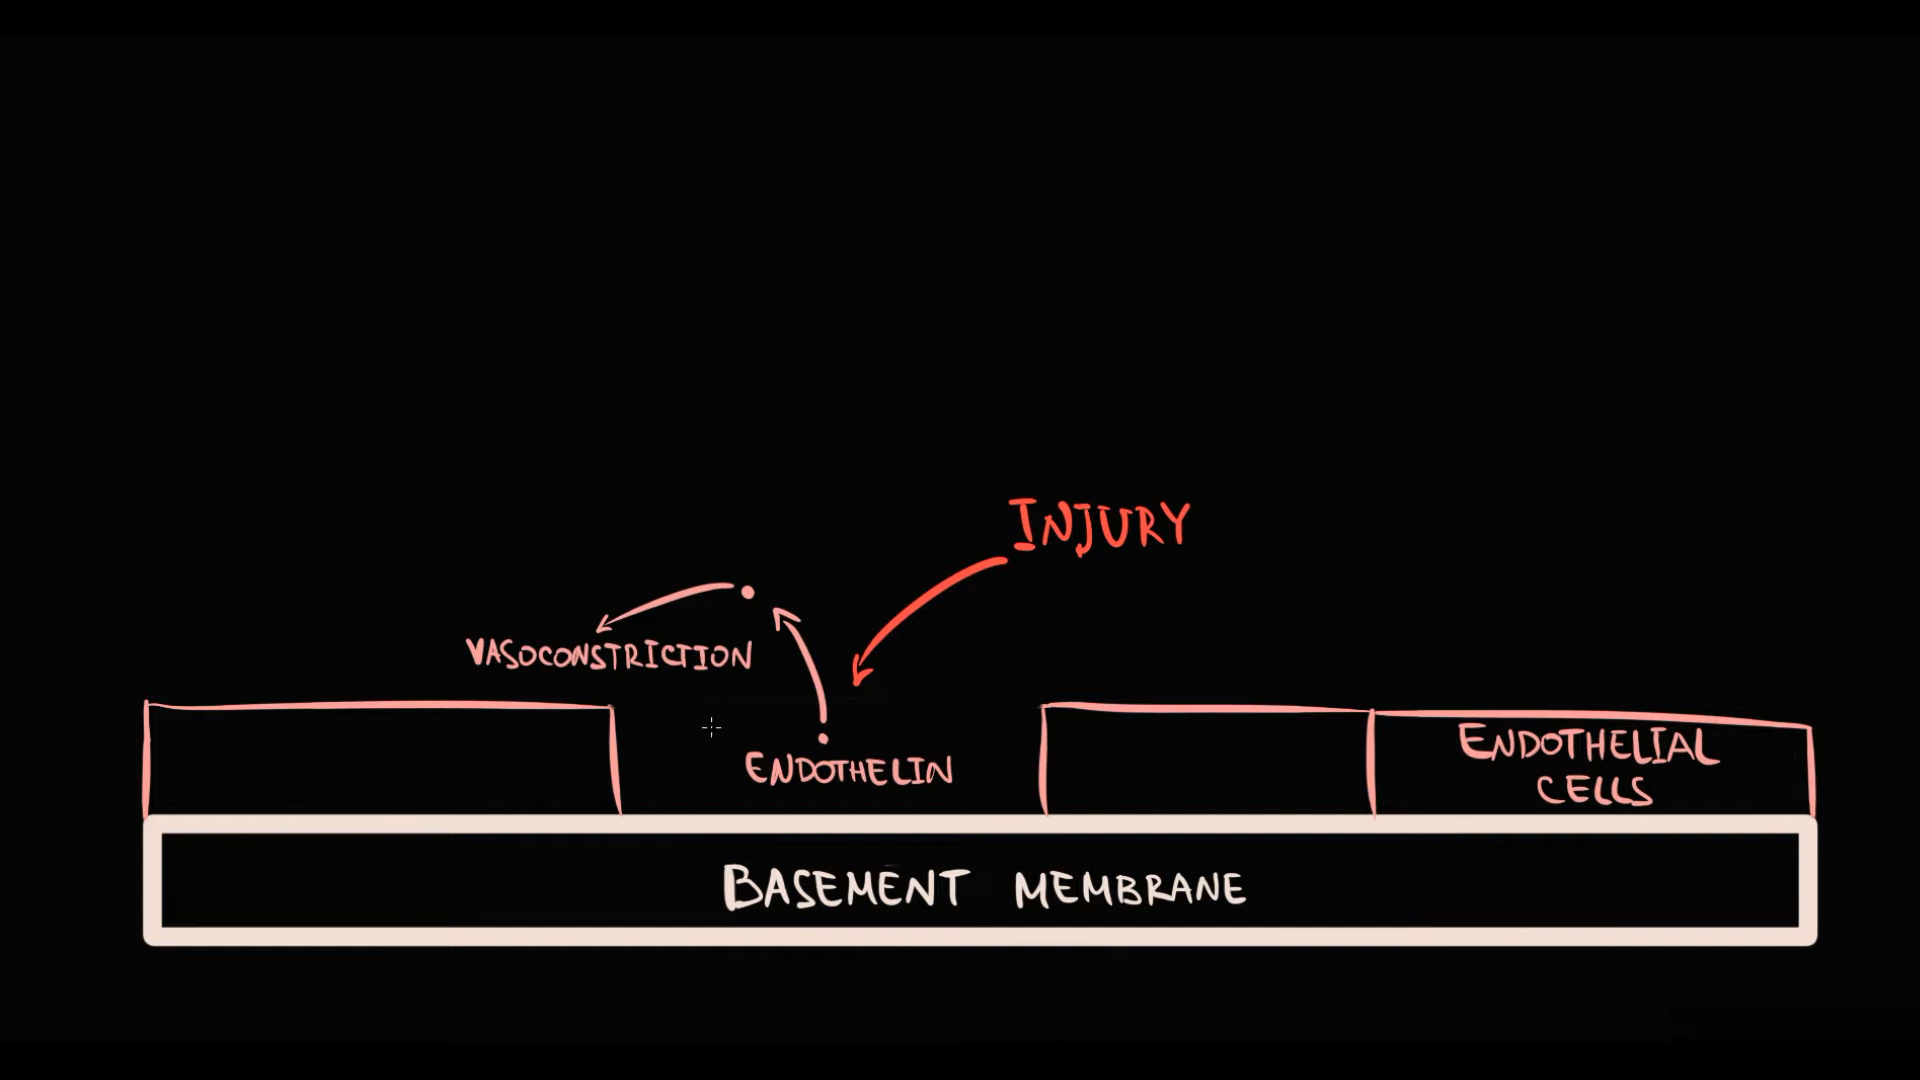 INJURY
VASOCONSTRICTION
ENDOTHELIN
ENDOTHELIAL
CELLS
BASEMENT MEMBRANE